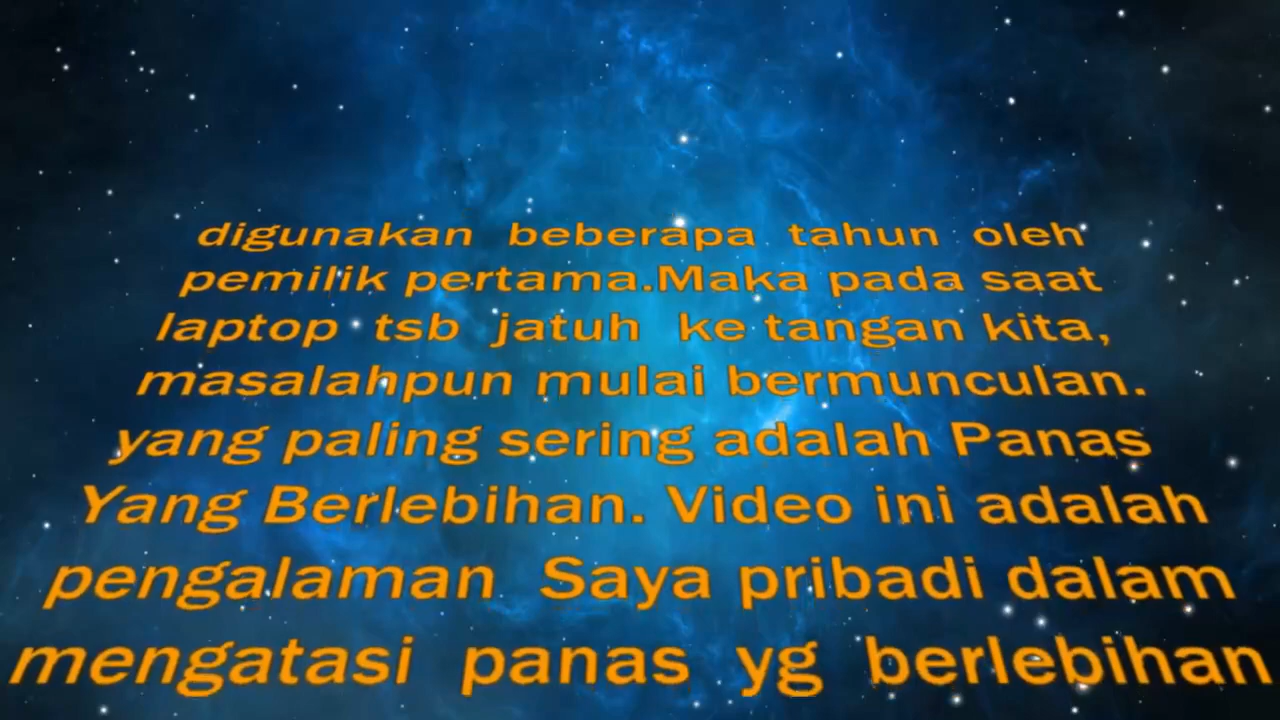 digunakan beberapa tahun oleh
pemilik pertama.Maka pada saat
laptop tsb jatuh ke tangan kita,
masalahpun mulai bermunculan.
yang paling sering adalah Panas
Yang Berlebihan. Video ini adalah
pengalaman Saya pribadi dalam
mengatasi panas yg berlebihan